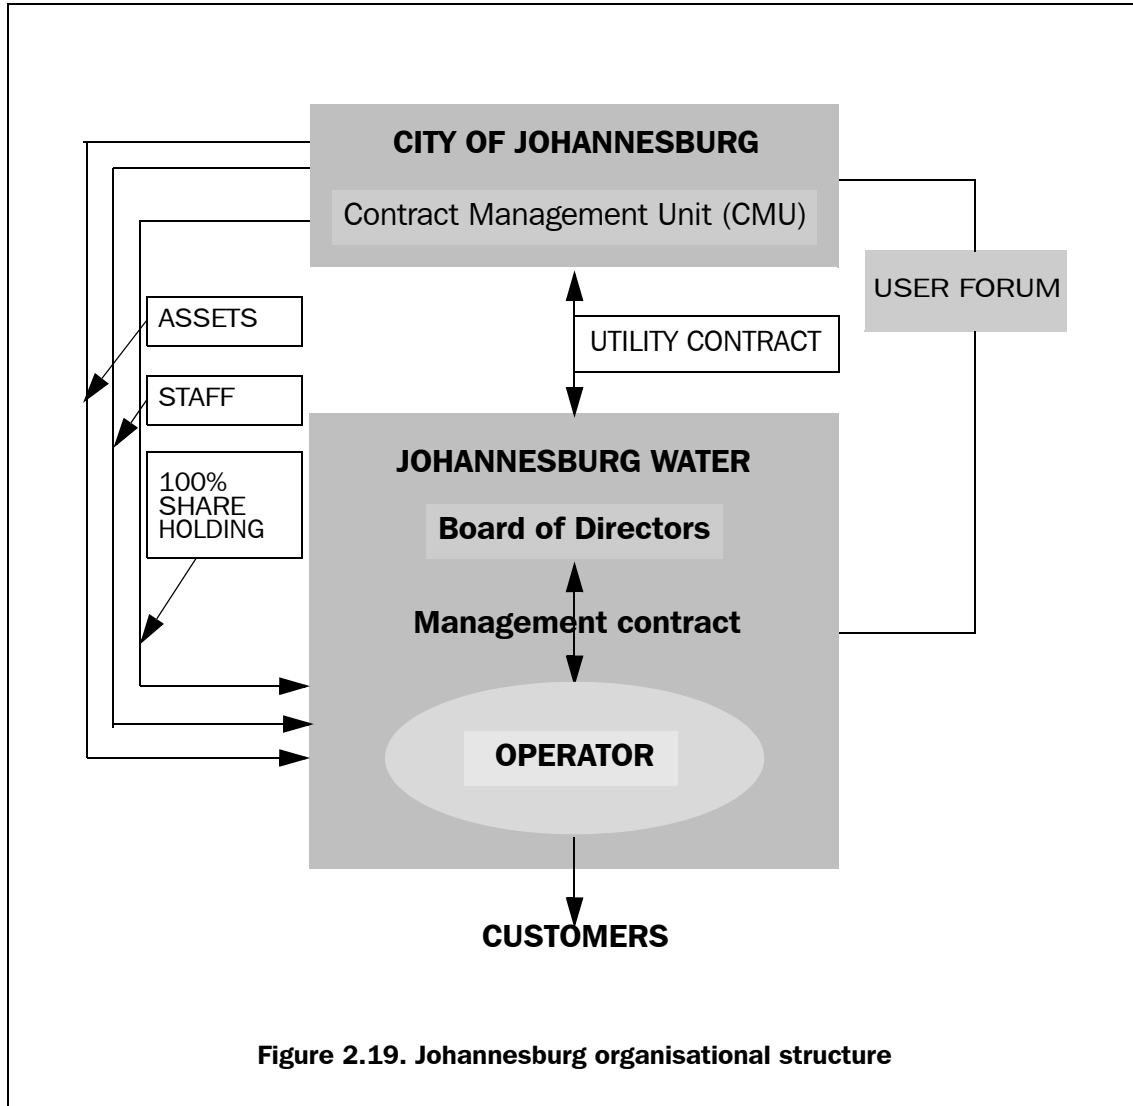 CITY OF JOHANNESBURG
Contract Management Unit (CMU)
USER FORUM
ASSETS
UTILITY CONTRACT
STAFF
JOHANNESBURG WATER
100%
SHARE
HOLDING
Board of Directors
Management contract
OPERATOR
CUSTOMERS
Figure 2.19. Johannesburg organisational structure